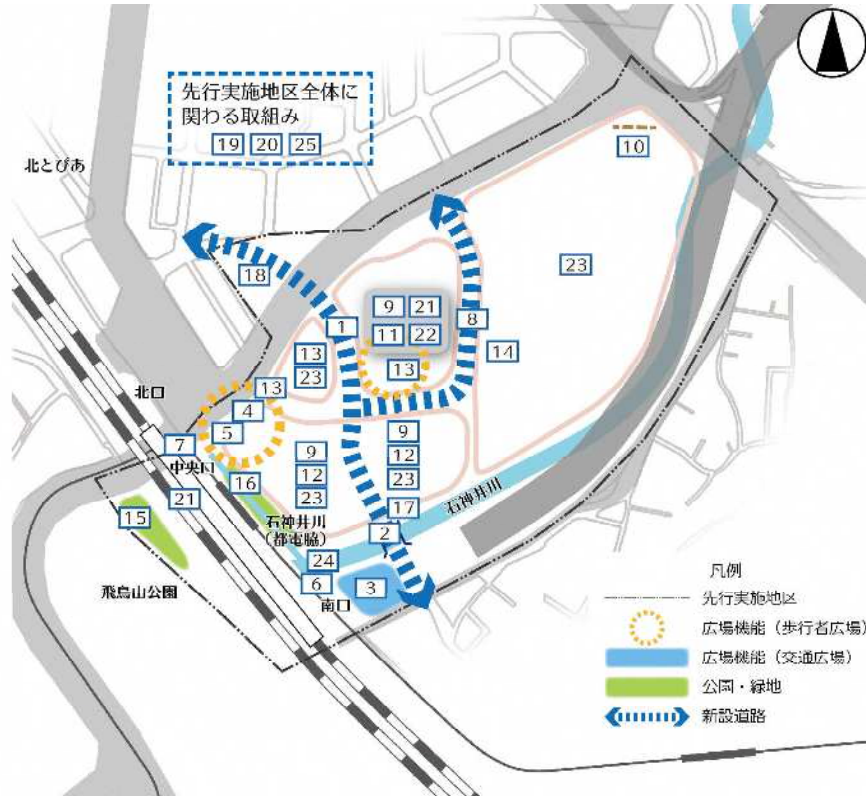 先行実施地区全体に
関わる取組み
19 20 25
北とぴあ
10
18
23
9 21
1
8
11 22
13
14
23
13
13
4
北口
5
9
7
9
12
中央口
12
23
16
23
21
17
石神井川
15
石神井川
(都電脇)
2
24
飛鳥山公園
6
3
南口
凡例
先行実施地区
広場機能(歩行者広場)
広場機能(交通広場)
公園・緑地
新設道路